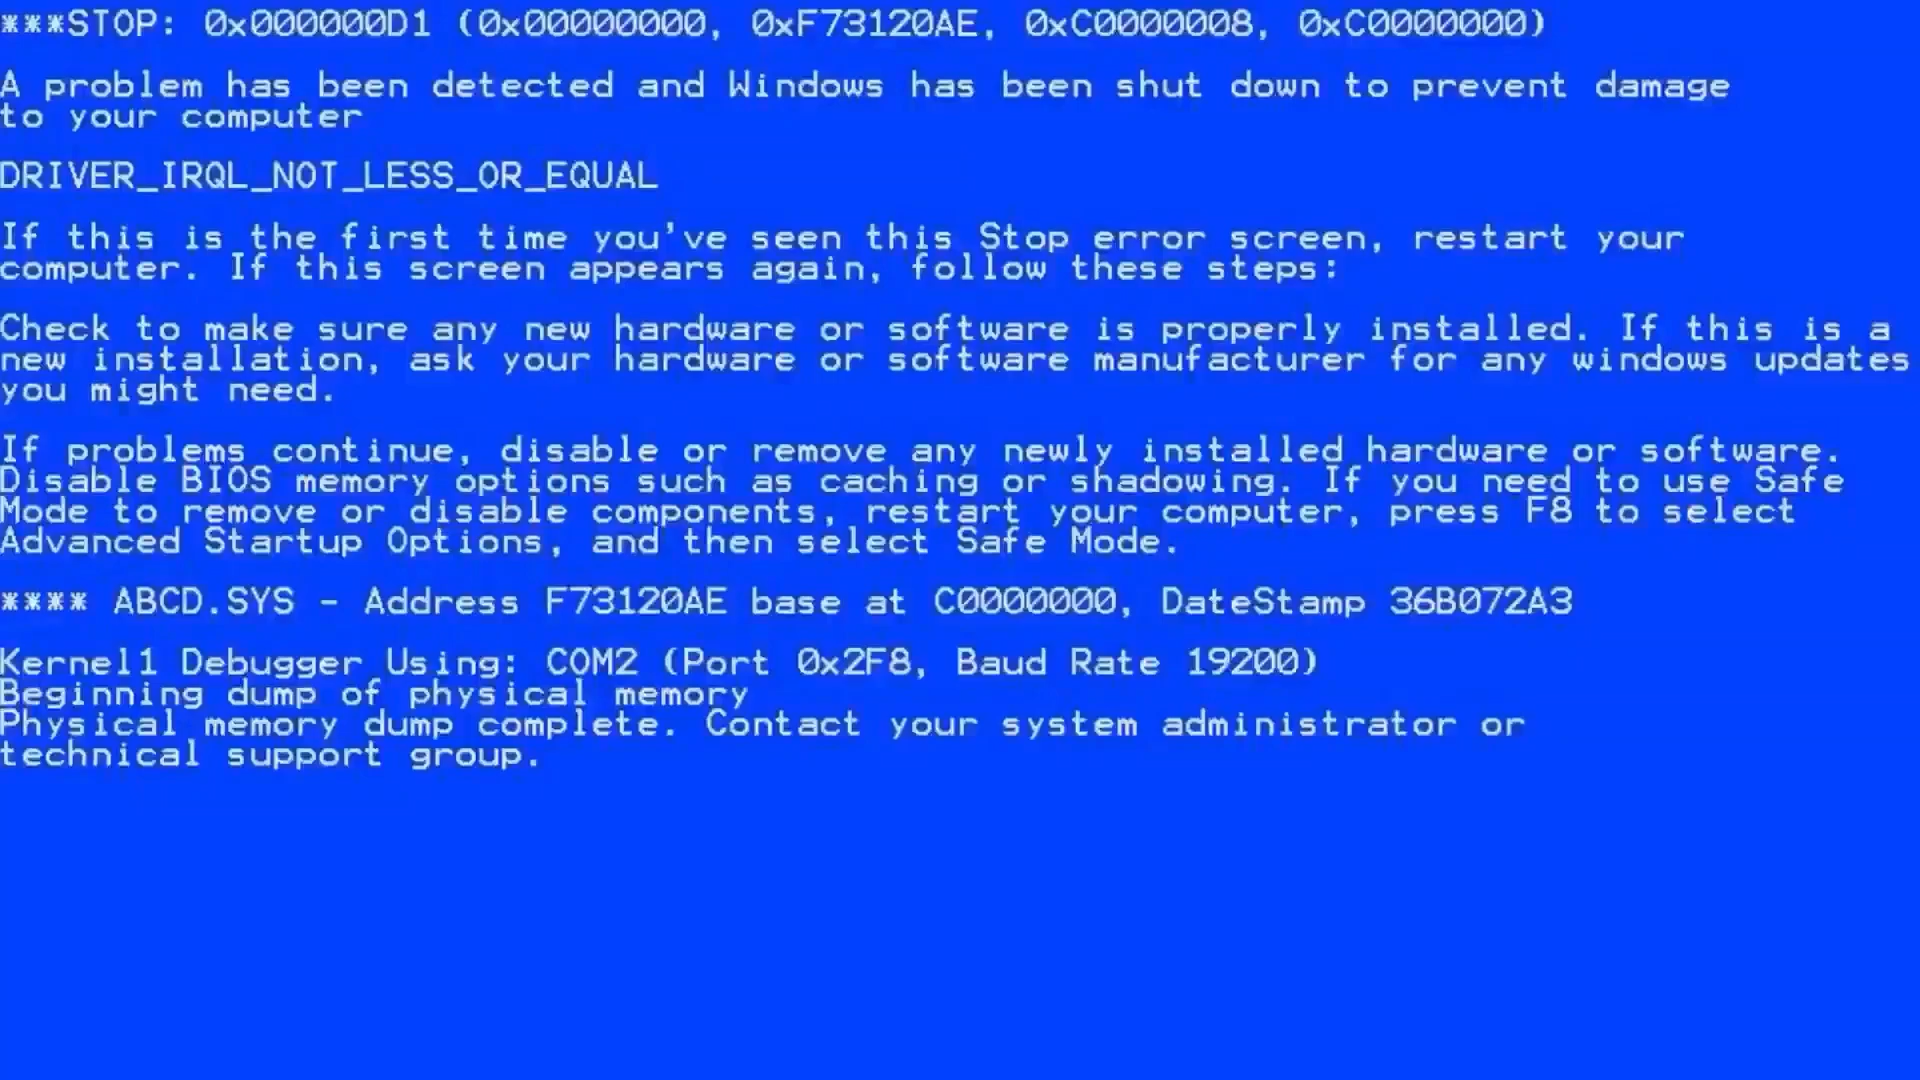 ***STOP: 0x000000D1 (0x00000000, 0xF73120AE, 0xC0000008, 0xC0000000)
A problem has been detected and Windows has been shut down to prevent damage
to your computer
DRIVER_IRQL_NOT_LESS_OR_EQUAL
If this is the first time you've seen this Stop error screen, restart your
computer. If this screen appears again, follow these steps:
Check to make sure any new hardware or software is properly installed. If this is a
new installation, ask your hardware or software manufacturer for any windows updates
you might need.
If problems continue, disable or remove any newly installed hardware or software.
Disable BIOS memory options such as caching or shadowing. If you need to use Safe
Mode to remove or disable components, restart your computer, press F8 to select
Advanced Startup Options, and then select Safe Mode.
**** ABCD.SYS - Address F73120AE base at C0000000, DateStamp 36B072A3
Kernel1 Debugger Using: COM2 (Port 0x2F8, Baud Rate 19200)
Beginning dump of physical memory
Physical memory dump complete. Contact your system administrator or
technical support group.